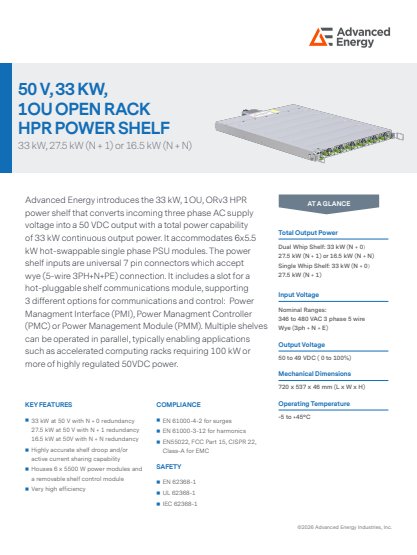 Advanced
Energy
50 V, 33 KW,
1OU OPEN RACK
HPR POWER SHELF
33 kW, 27.5 kW (N + 1) or 16.5 kW (N + N)
Advanced Energy introduces the 33 kW, 1OU, ORv3 HPR
power shelf that converts incoming three phase AC supply
voltage into a 50 VDC output with a total power capability
of 33 kW continuous output power. It accommodates 6x5.5
kW hot-swappable single phase PSU modules. The power
shelf inputs are universal 7 pin connectors which accept
wye (5-wire 3PH+N+PE) connection. It includes a slot for a
hot-pluggable shelf communications module, supporting
3 different options for communications and control: Power
Managment Interface (PMI), Power Managment Controller
(PMC) or Power Management Module (PMM). Multiple shelves
can be operated in parallel, typically enabling applications
such as accelerated computing racks requiring 100 kW or
more of highly regulated 50VDC power.
AT A GLANCE
Total Output Power
Dual Whip Shelf: 33 kW (N + 0)
27.5 kW (N + 1) or 16.5 kW (N + N)
Single Whip Shelf: 33 kW (N + 0)
27.5 kW (N + 1)
Input Voltage
Nominal Ranges:
346 to 480 VAC 3 phase 5 wire
Wye (3ph + N + E)
Output Voltage
50 to 49 VDC ( 0 to 100%)
Mechanical Dimensions
720 x 537 x 46 mm (L x W x H)
Operating Temperature
-5 to +45°C
KEY FEATURES
33 kW at 50 V with N + 0 redundancy
27.5 kW at 50 V with N + 1 redundancy
16.5 kW at 50V with N + N redundancy
Highly accurate shelf droop and/or
active current sharing capability
Houses 6 x 5500 W power modules and
a removable shelf control module
Very high efficiency
COMPLIANCE
EN 61000-4-2 for surges
EN 61000-3-12 for harmonics
EN55022, FCC Part 15, CISPR 22,
Class-A for EMC
SAFETY
EN 62368-1
UL 62368-1
IEC 62368-1
©2026 Advanced Energy Industries, Inc.